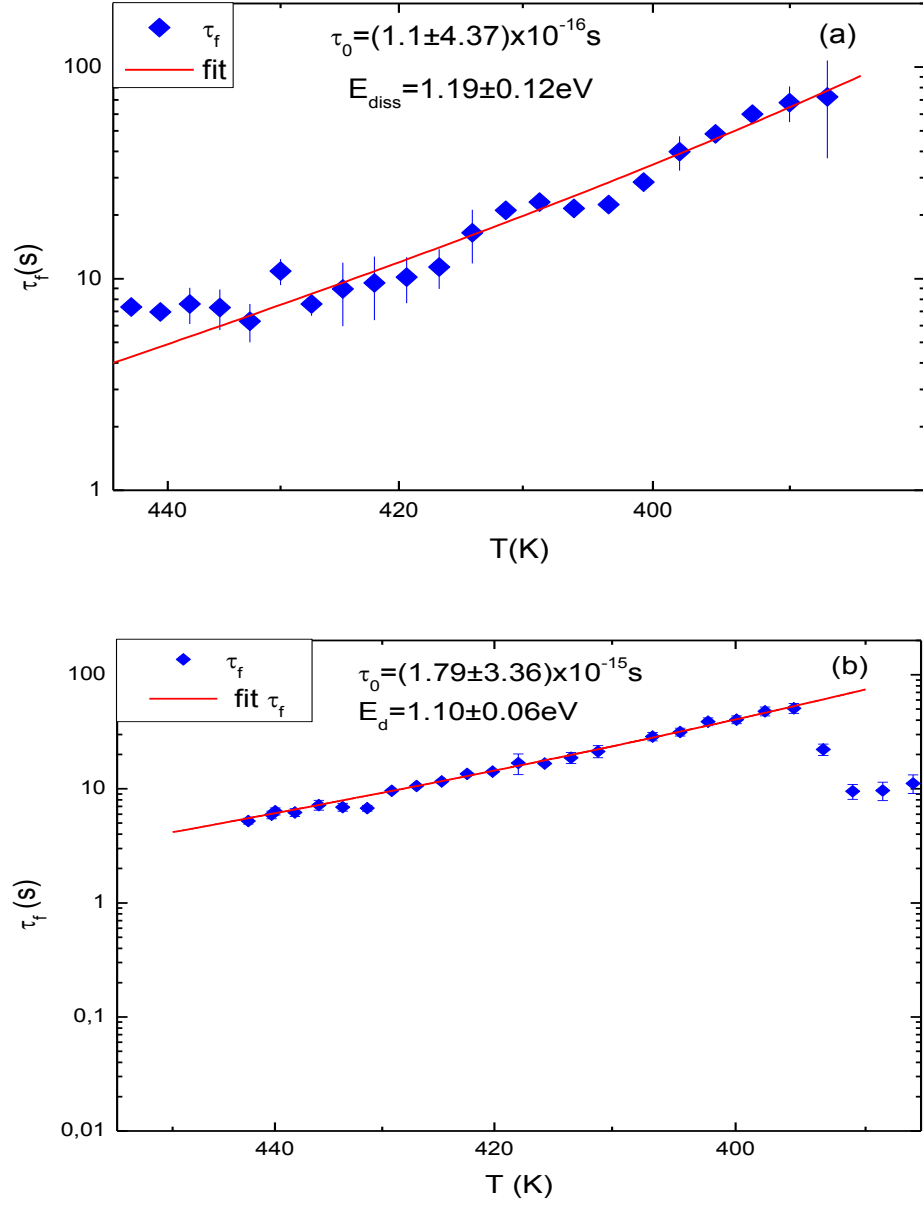 τf
fit
τ0=(1.1±4.37)x10-16s
(a)
Ediss=1.19±0.12eV
100
10
1
τf(s)
440
420
400
T(K)
τf
fit τf
τ0=(1.79±3.36)x10-15s
(b)
Ed=1.10±0.06eV
100
10
1
0,1
0,01
τf (s)
440
420
400
T (K)